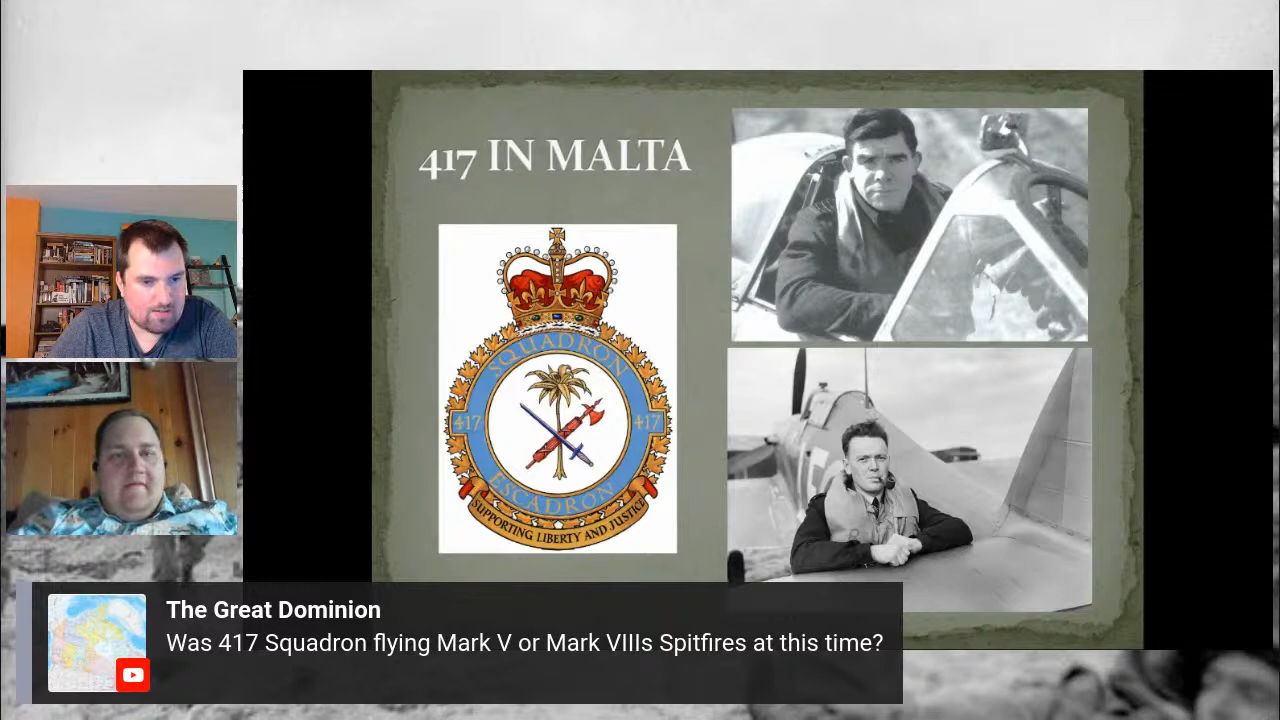 417 IN MALTA
SQUADRON
417 417
ESCADRON
SUPPORTING LIBERTY AND JUSTICE
The Great Dominion
Was 417 Squadron flying Mark V or Mark VIIIs Spitfires at this time?